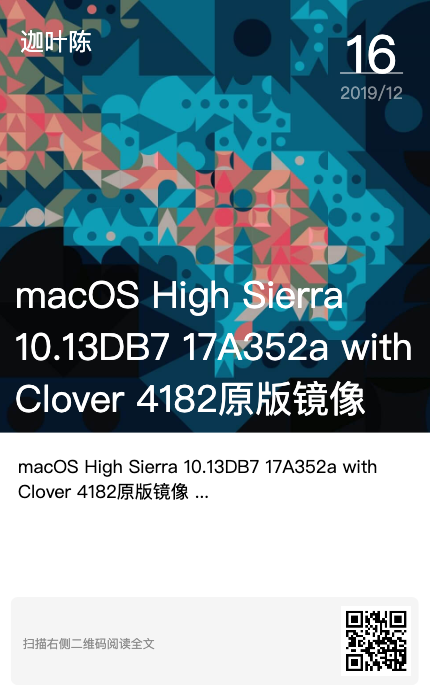 迦叶陈
16
2019/12
macOS High Sierra
10.13DB7 17A352a with
Clover 4182原版镜像
macOS High Sierra 10.13DB7 17A352a with
Clover 4182原版镜像 ...
扫描右侧二维码阅读全文